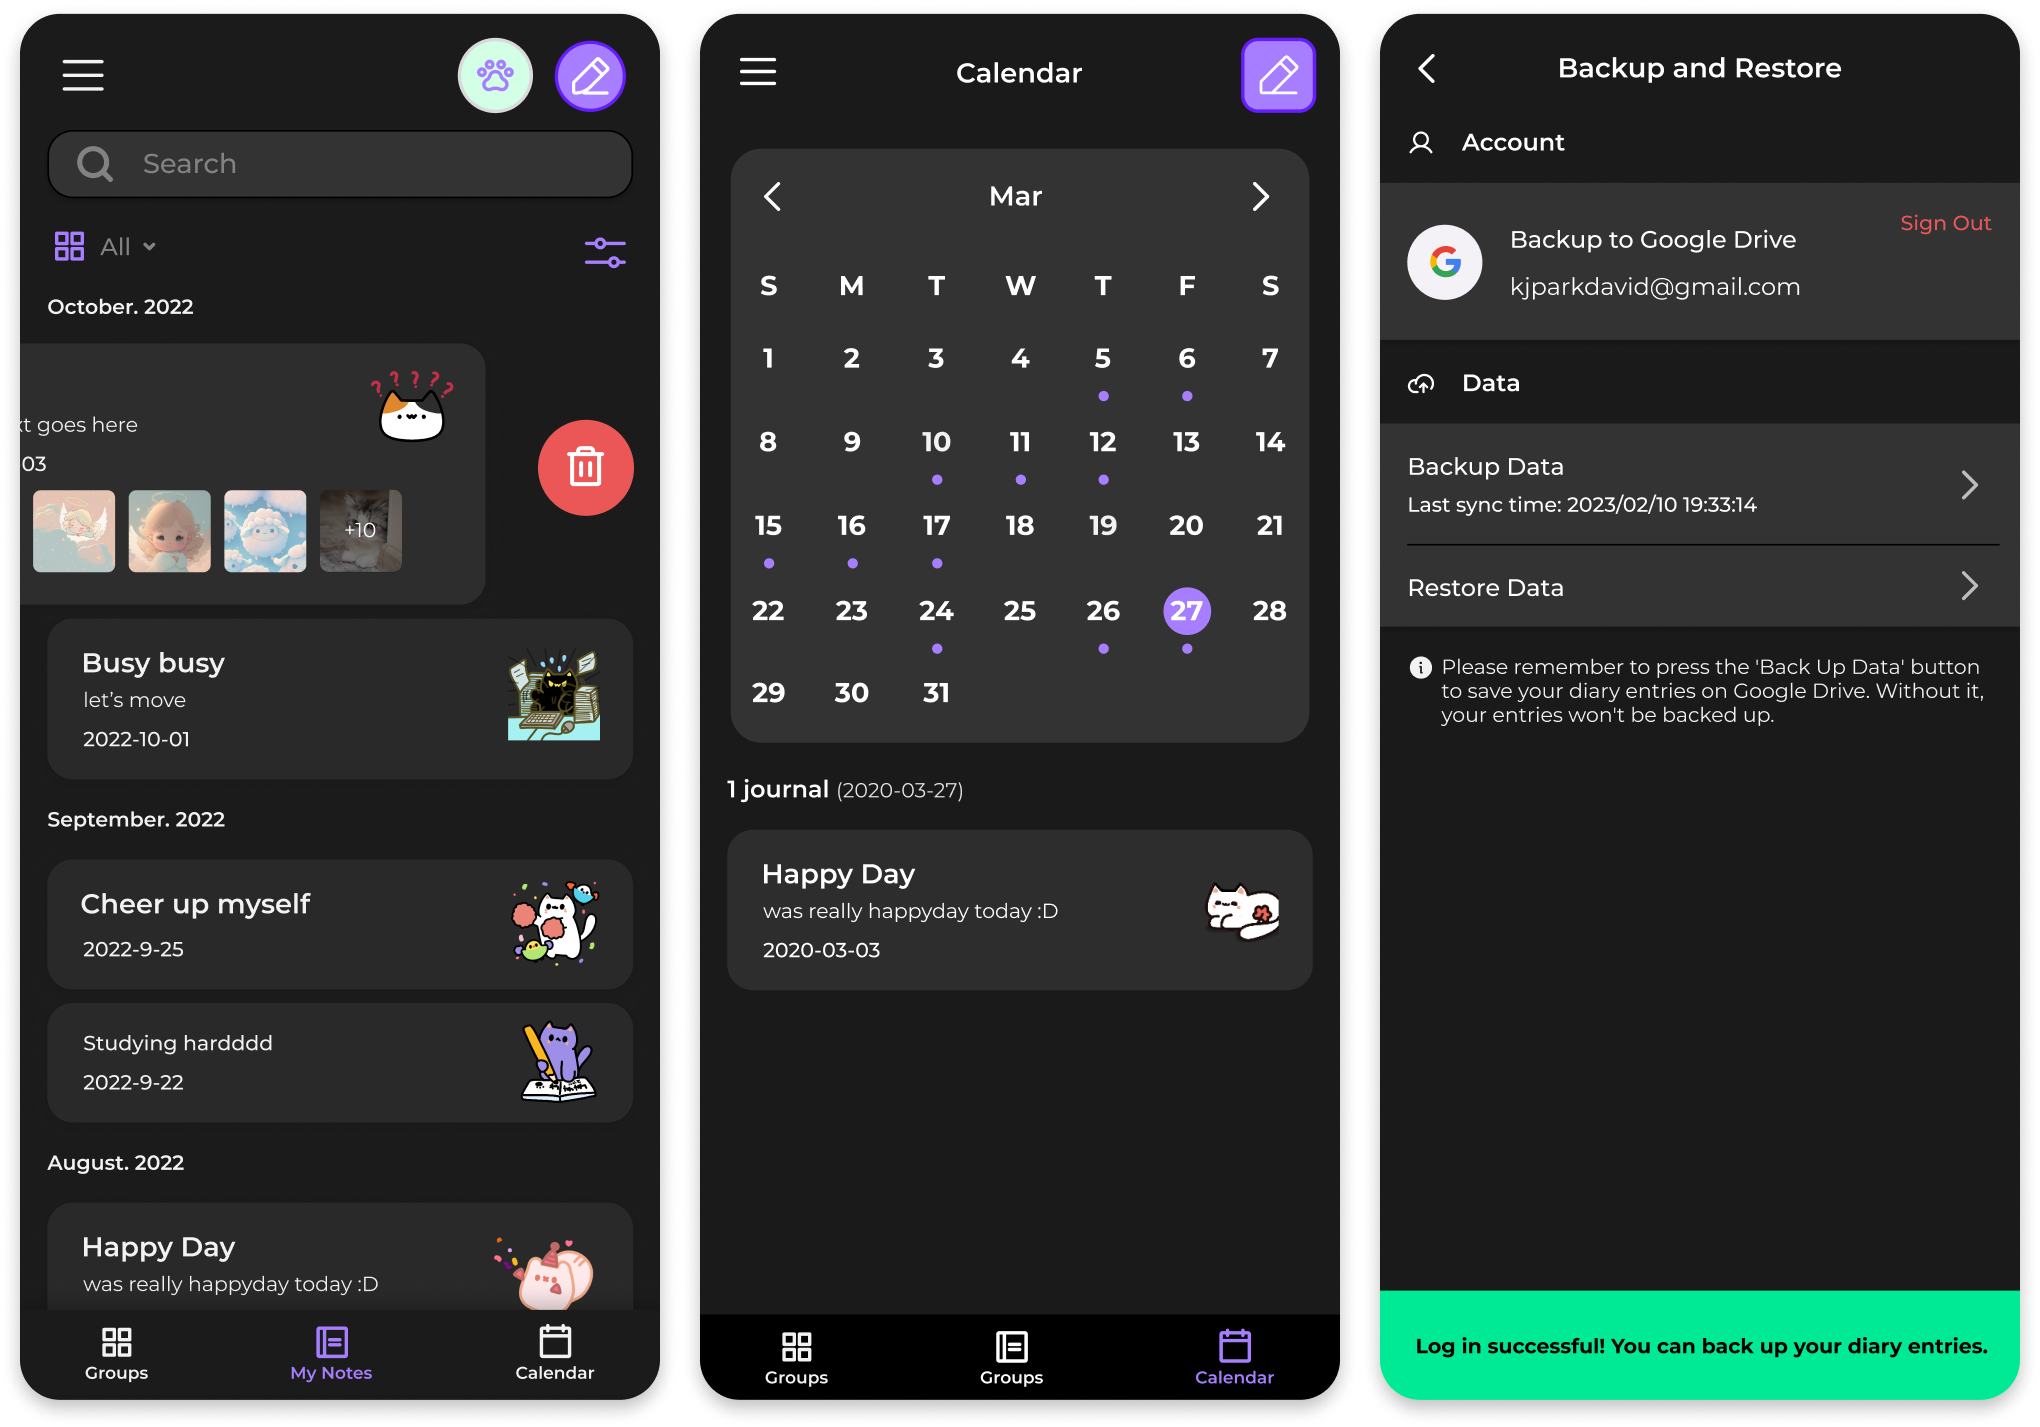 Search
All
October. 2022
t goes here
03
+10
Busy busy
let's move
2022-10-01
September. 2022
Cheer up myself
2022-9-25
Studying hardddd
2022-9-22
August. 2022
Happy Day
was really happyday today :D
Groups
My Notes
Calendar
Calendar
Mar
S M T W T F S
1 2 3 4 5 6 7
8 9 10 11 12 13 14
15 16 17 18 19 20 21
22 23 24 25 26 27 28
29 30 31
1 journal (2020-03-27)
Happy Day
was really happyday today :D
2020-03-03
Groups
Groups
Calendar
Backup and Restore
Account
Sign Out
Backup to Google Drive
kjparkdavid@gmail.com
Data
Backup Data
Last sync time: 2023/02/10 19:33:14
Restore Data
Please remember to press the 'Back Up Data' button
to save your diary entries on Google Drive. Without it,
your entries won't be backed up.
Log in successful! You can back up your diary entries.